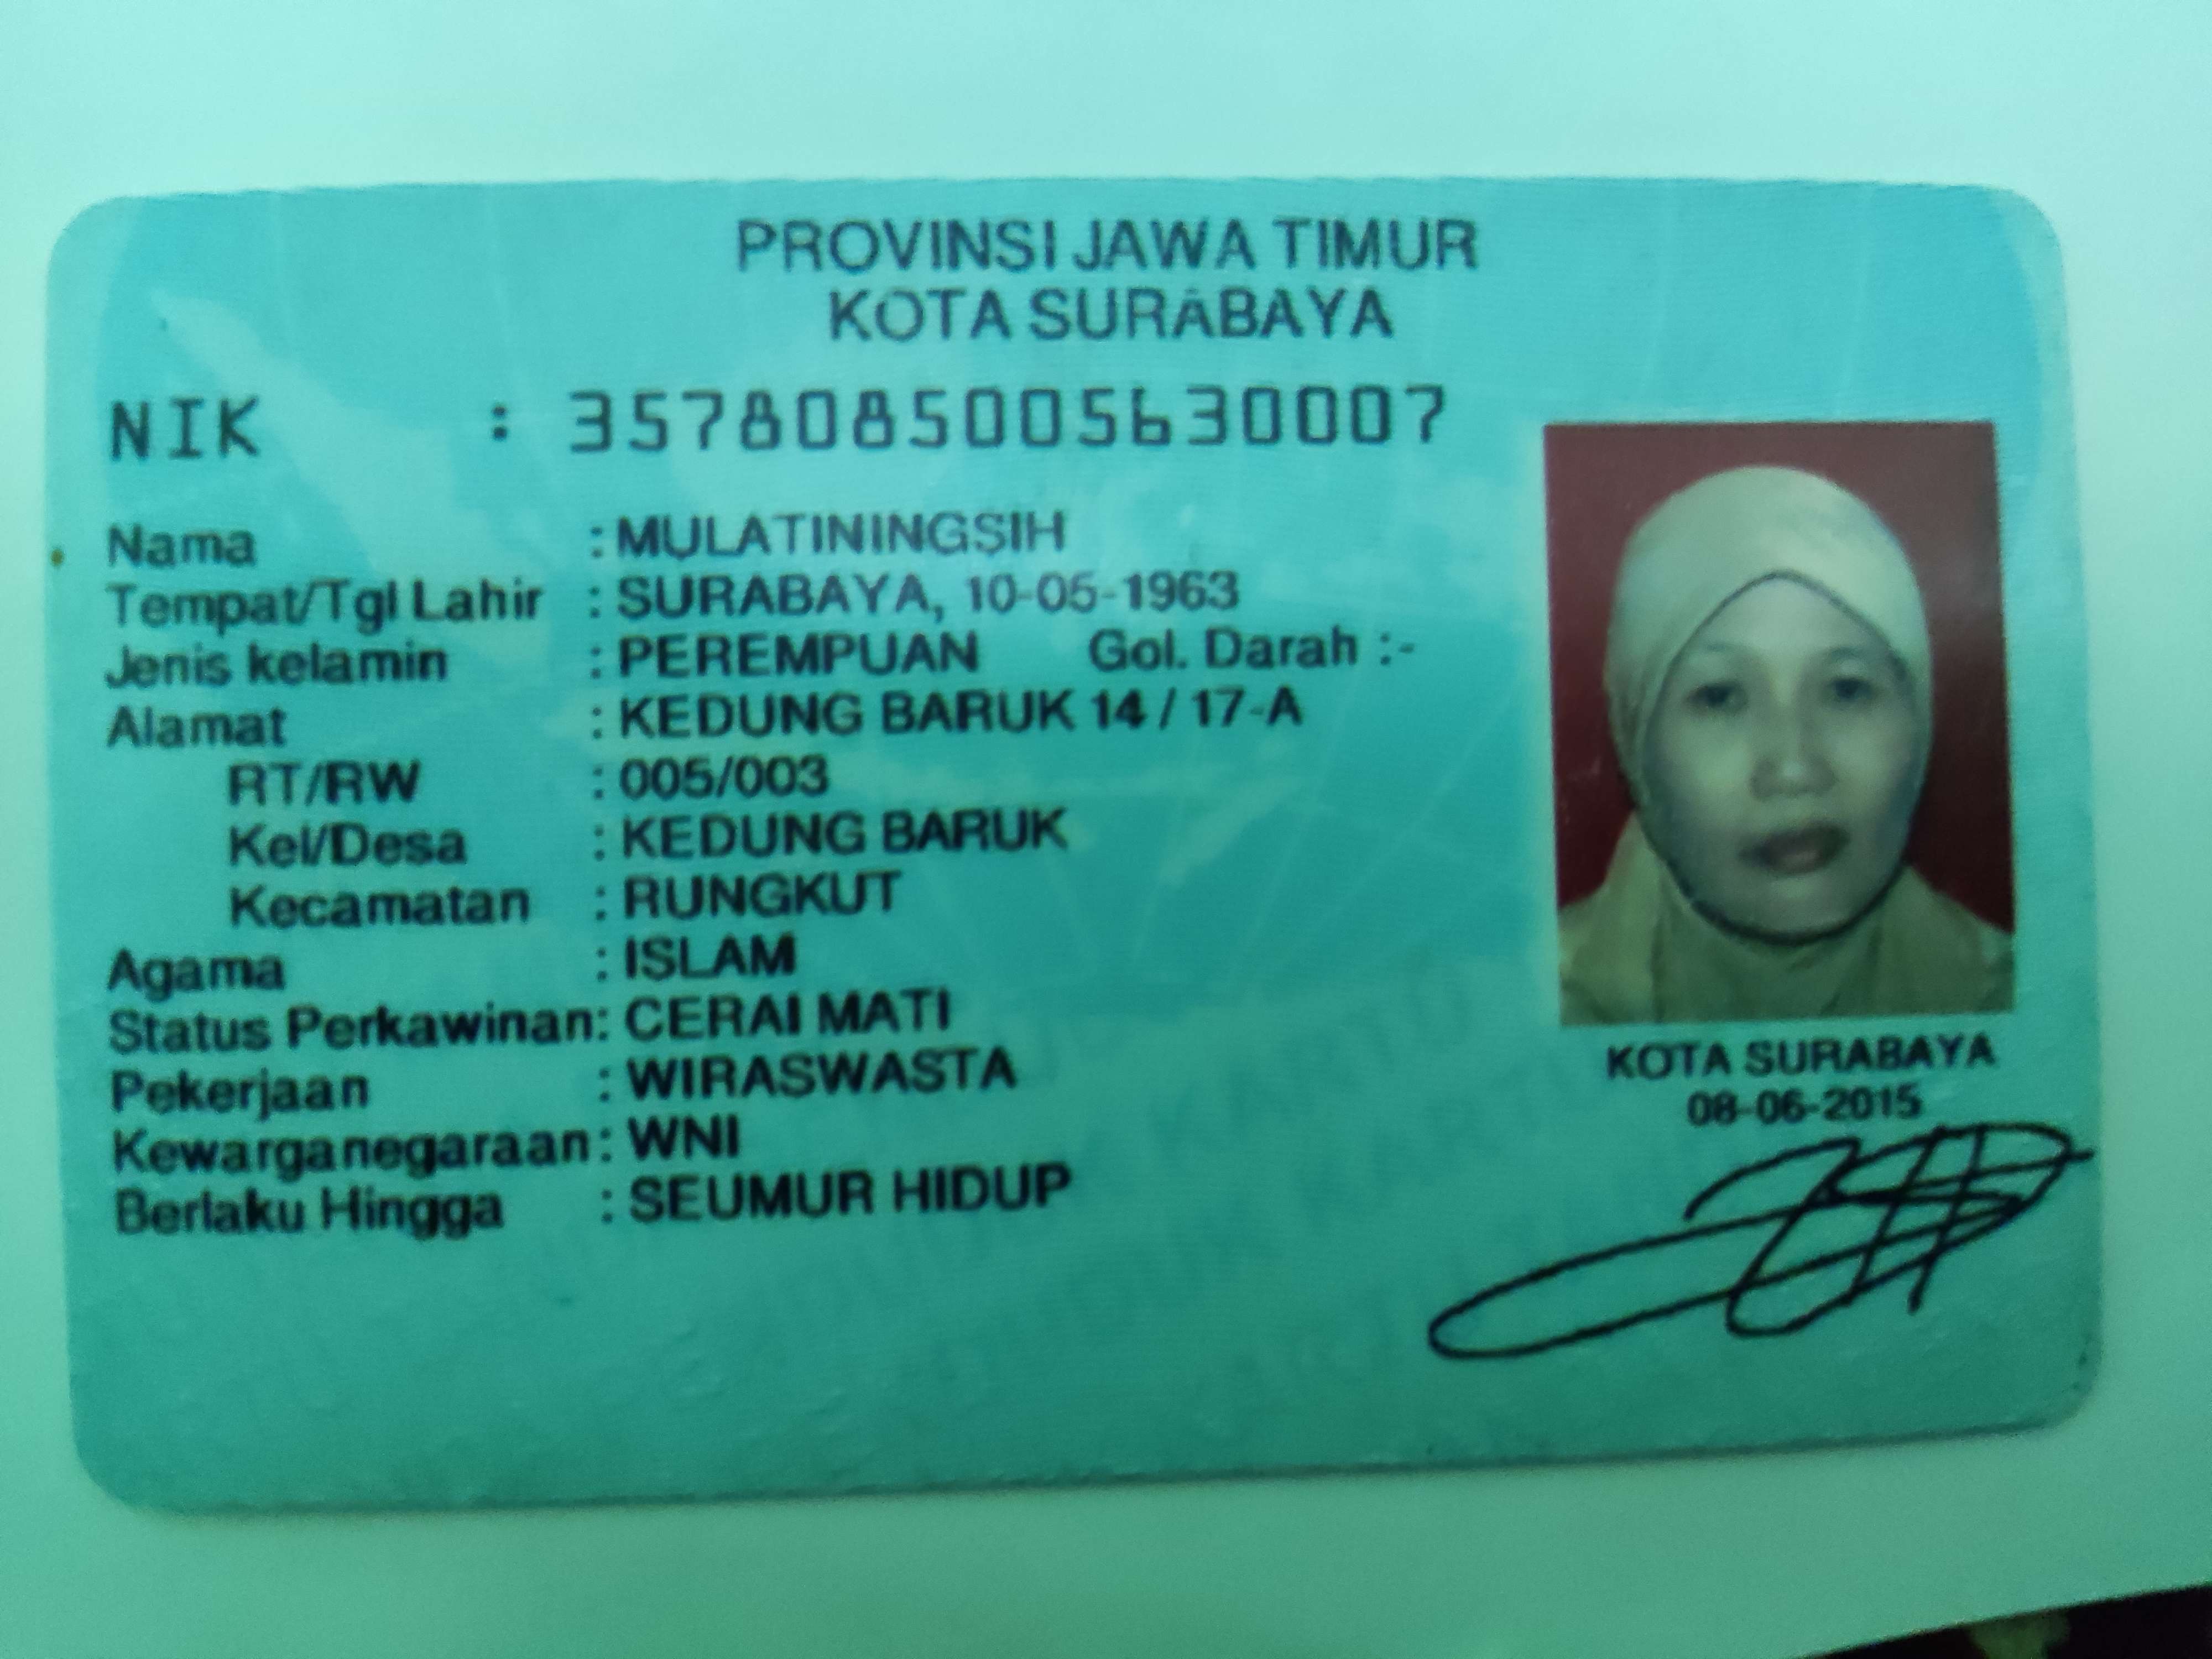 PROVINSI JAWA TIMUR
KOTA SURABAYA
NIK : 3578085005630007
Nama : MULATININGSIH
Tempat/Tgl Lahir : SURABAYA, 10-05-1963
Jenis kelamin : PEREMPUAN Gol. Darah :-
Alamat : KEDUNG BARUK 14 / 17-A
RT/RW : 005/003
Kel/Desa : KEDUNG BARUK
Kecamatan : RUNGKUT
Agama : ISLAM
Status Perkawinan: CERAI MATI
Pekerjaan : WIRASWASTA
Kewarganegaraan: WNI
Berlaku Hingga : SEUMUR HIDUP
KOTA SURABAYA
08-06-2015